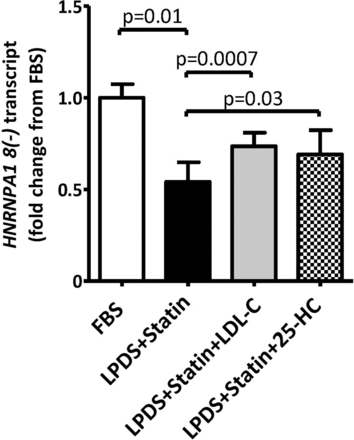 HNRNPA1 8(-) transcript
(fold change from FBS)
1.5
1.0
0.5
0
p=0.01
p=0.0007
p=0.03
FBS
LPDS+Statin
LPDS+Statin+LDL-C
LPDS+Statin+25-HC